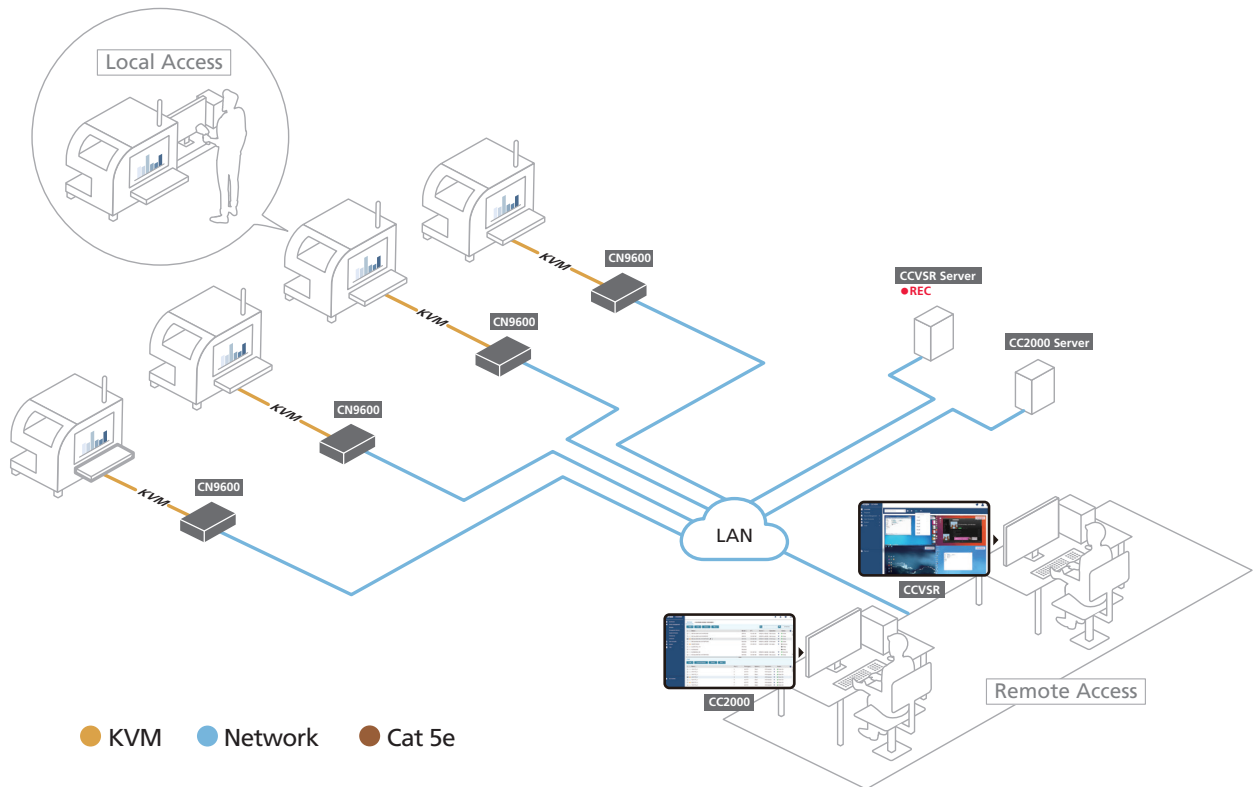 Local Access
KVM
CN9600
KVM
CN9600
KVM
CN9600
KVM
CN9600
CCVSR Server
REC
CC2000 Server
LAN
CCVSR
CC2000
Remote Access
KVM
Network
Cat 5e